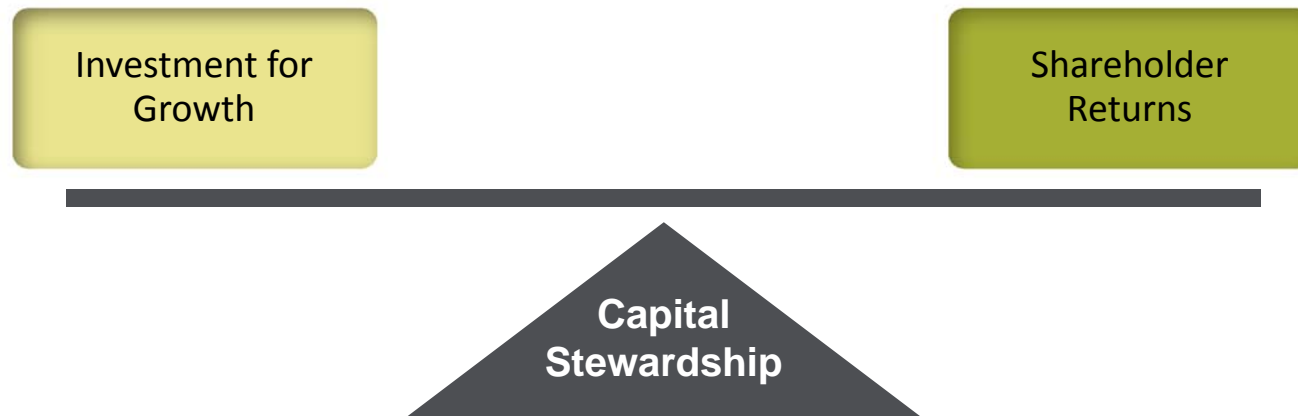 Investment for
Growth
Shareholder
Returns
Capital
Stewardship